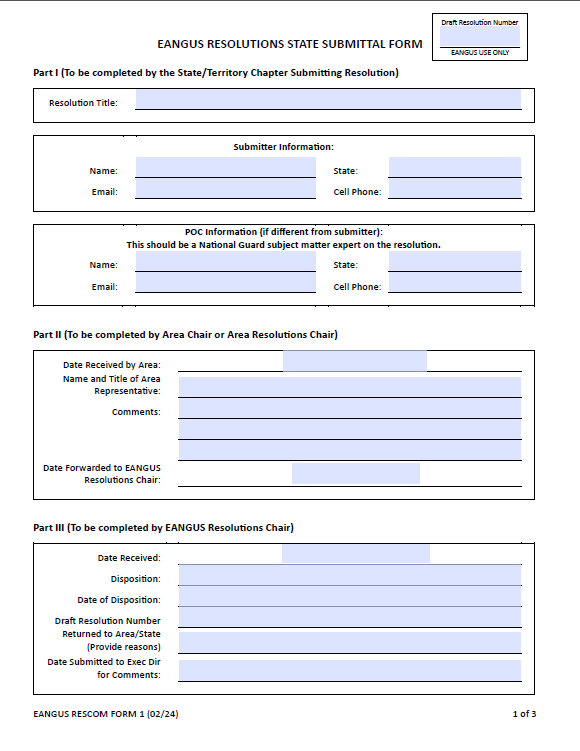 Draft Resolution Number
EANGUS USE ONLY
EANGUS RESOLUTIONS STATE SUBMITTAL FORM
Part I (To be completed by the State/Territory Chapter Submitting Resolution)
Resolution Title:
Submitter Information:
Name: State:
Email: Cell Phone:
POC Information (if different from submitter):
This should be a National Guard subject matter expert on the resolution.
Name: State:
Email: Cell Phone:
Part II (To be completed by Area Chair or Area Resolutions Chair)
Date Received by Area:
Name and Title of Area
Representative:
Comments:
Date Forwarded to EANGUS
Resolutions Chair:
Part III (To be completed by EANGUS Resolutions Chair)
Date Received:
Disposition:
Date of Disposition:
Draft Resolution Number
Returned to Area/State
(Provide reasons)
Date Submitted to Exec Dir
for Comments:
EANGUS RESCOM FORM 1 (02/24) 1 of 3